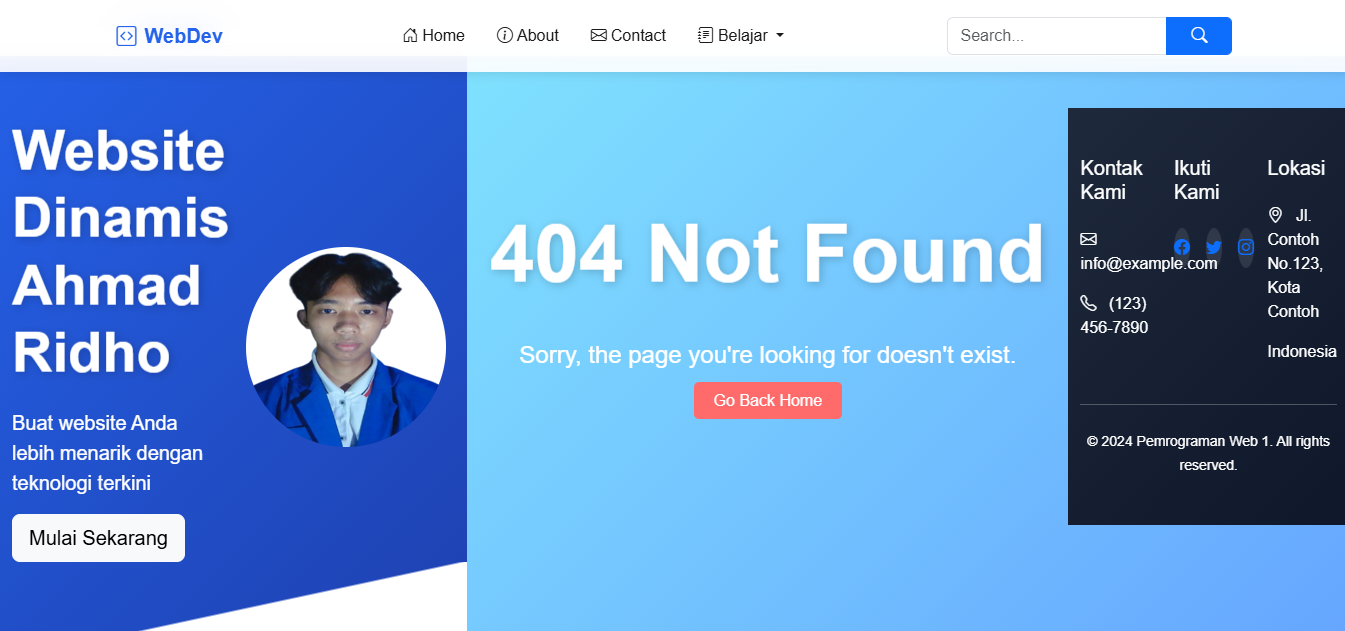 WebDev
Home
About
Contact
Belajar
Search...
Website
Dinamis
Ahmad
Ridho
Buat website Anda
lebih menarik dengan
teknologi terkini
Mulai Sekarang
404 Not Found
Sorry, the page you're looking for doesn't exist.
Go Back Home
Kontak
Kami
info@example.com
(123)
456-7890
Ikuti
Kami
Lokasi
Jl.
Contoh
No.123,
Kota
Contoh
Indonesia
© 2024 Pemrograman Web 1. All rights
reserved.